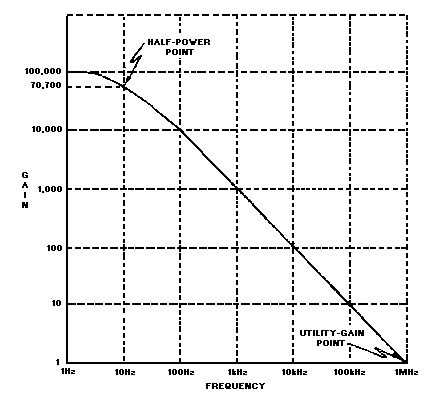 HALF-POWER
POINT
100,000
70,700
10,000
GAIN
1,000
100
10
UTILITY-GAIN
POINT
1
1Hz 10Hz 100Hz 1kHz 10kHz 100kHz 1MHz
FREQUENCY